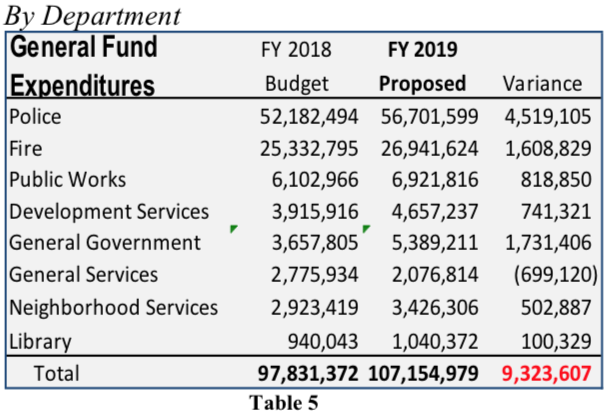 By Department
General Fund FY 2018 FY 2019
Expenditures Budget Proposed Variance
Police 52,182,494 56,701,599 4,519,105
Fire 25,332,795 26,941,624 1,608,829
Public Works 6,102,966 6,921,816 818,850
Development Services 3,915,916 4,657,237 741,321
General Government 3,657,805 5,389,211 1,731,406
General Services 2,775,934 2,076,814 (699,120)
Neighborhood Services 2,923,419 3,426,306 502,887
Library 940,043 1,040,372 100,329
Total 97,831,372 107,154,979 9,323,607
Table 5